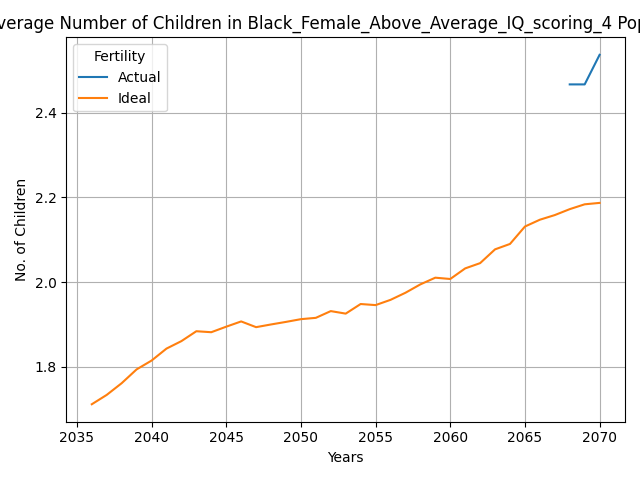 verage Number of Children in Black_Female_Above_Average_IQ_scoring_4 Pop
Fertility
Actual
Ideal
No. of Children
2.4
2.2
2.0
1.8
2035 2040 2045 2050 2055 2060 2065 2070
Years